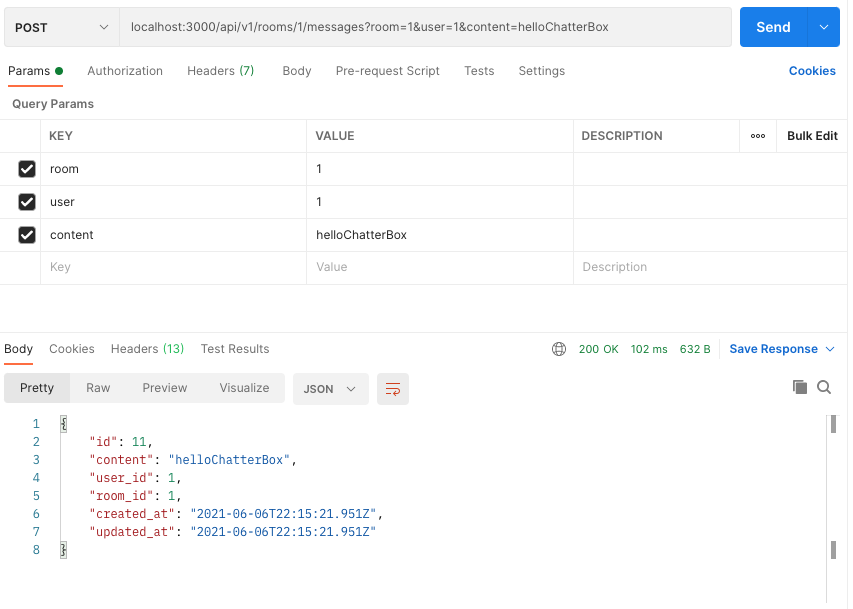 POST localhost:3000/api/v1/rooms/1/messages?room=1&user=1&content=helloChatterBox Send
Params Authorization Headers (7) Body Pre-request Script Tests Settings Cookies
Query Params
KEY VALUE DESCRIPTION ooo Bulk Edit
room 1
user 1
content helloChatterBox
Key Value Description
Body Cookies Headers (13) Test Results 200 OK 102 ms 632 B Save Response
Pretty Raw Preview Visualize JSON
1 {
2 "id": 11,
3 "content": "helloChatterBox",
4 "user_id": 1,
5 "room_id": 1,
6 "created_at": "2021-06-06T22:15:21.951Z",
7 "updated_at": "2021-06-06T22:15:21.951Z"
8 }